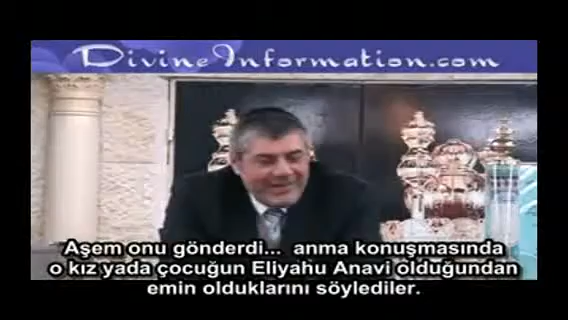 DivineInformation.com
Aşem onu gönderdi... anma konuşmasında
o kız yada çocuğun Eliyahu Anavi olduğundan
emin olduklarını söylediler.